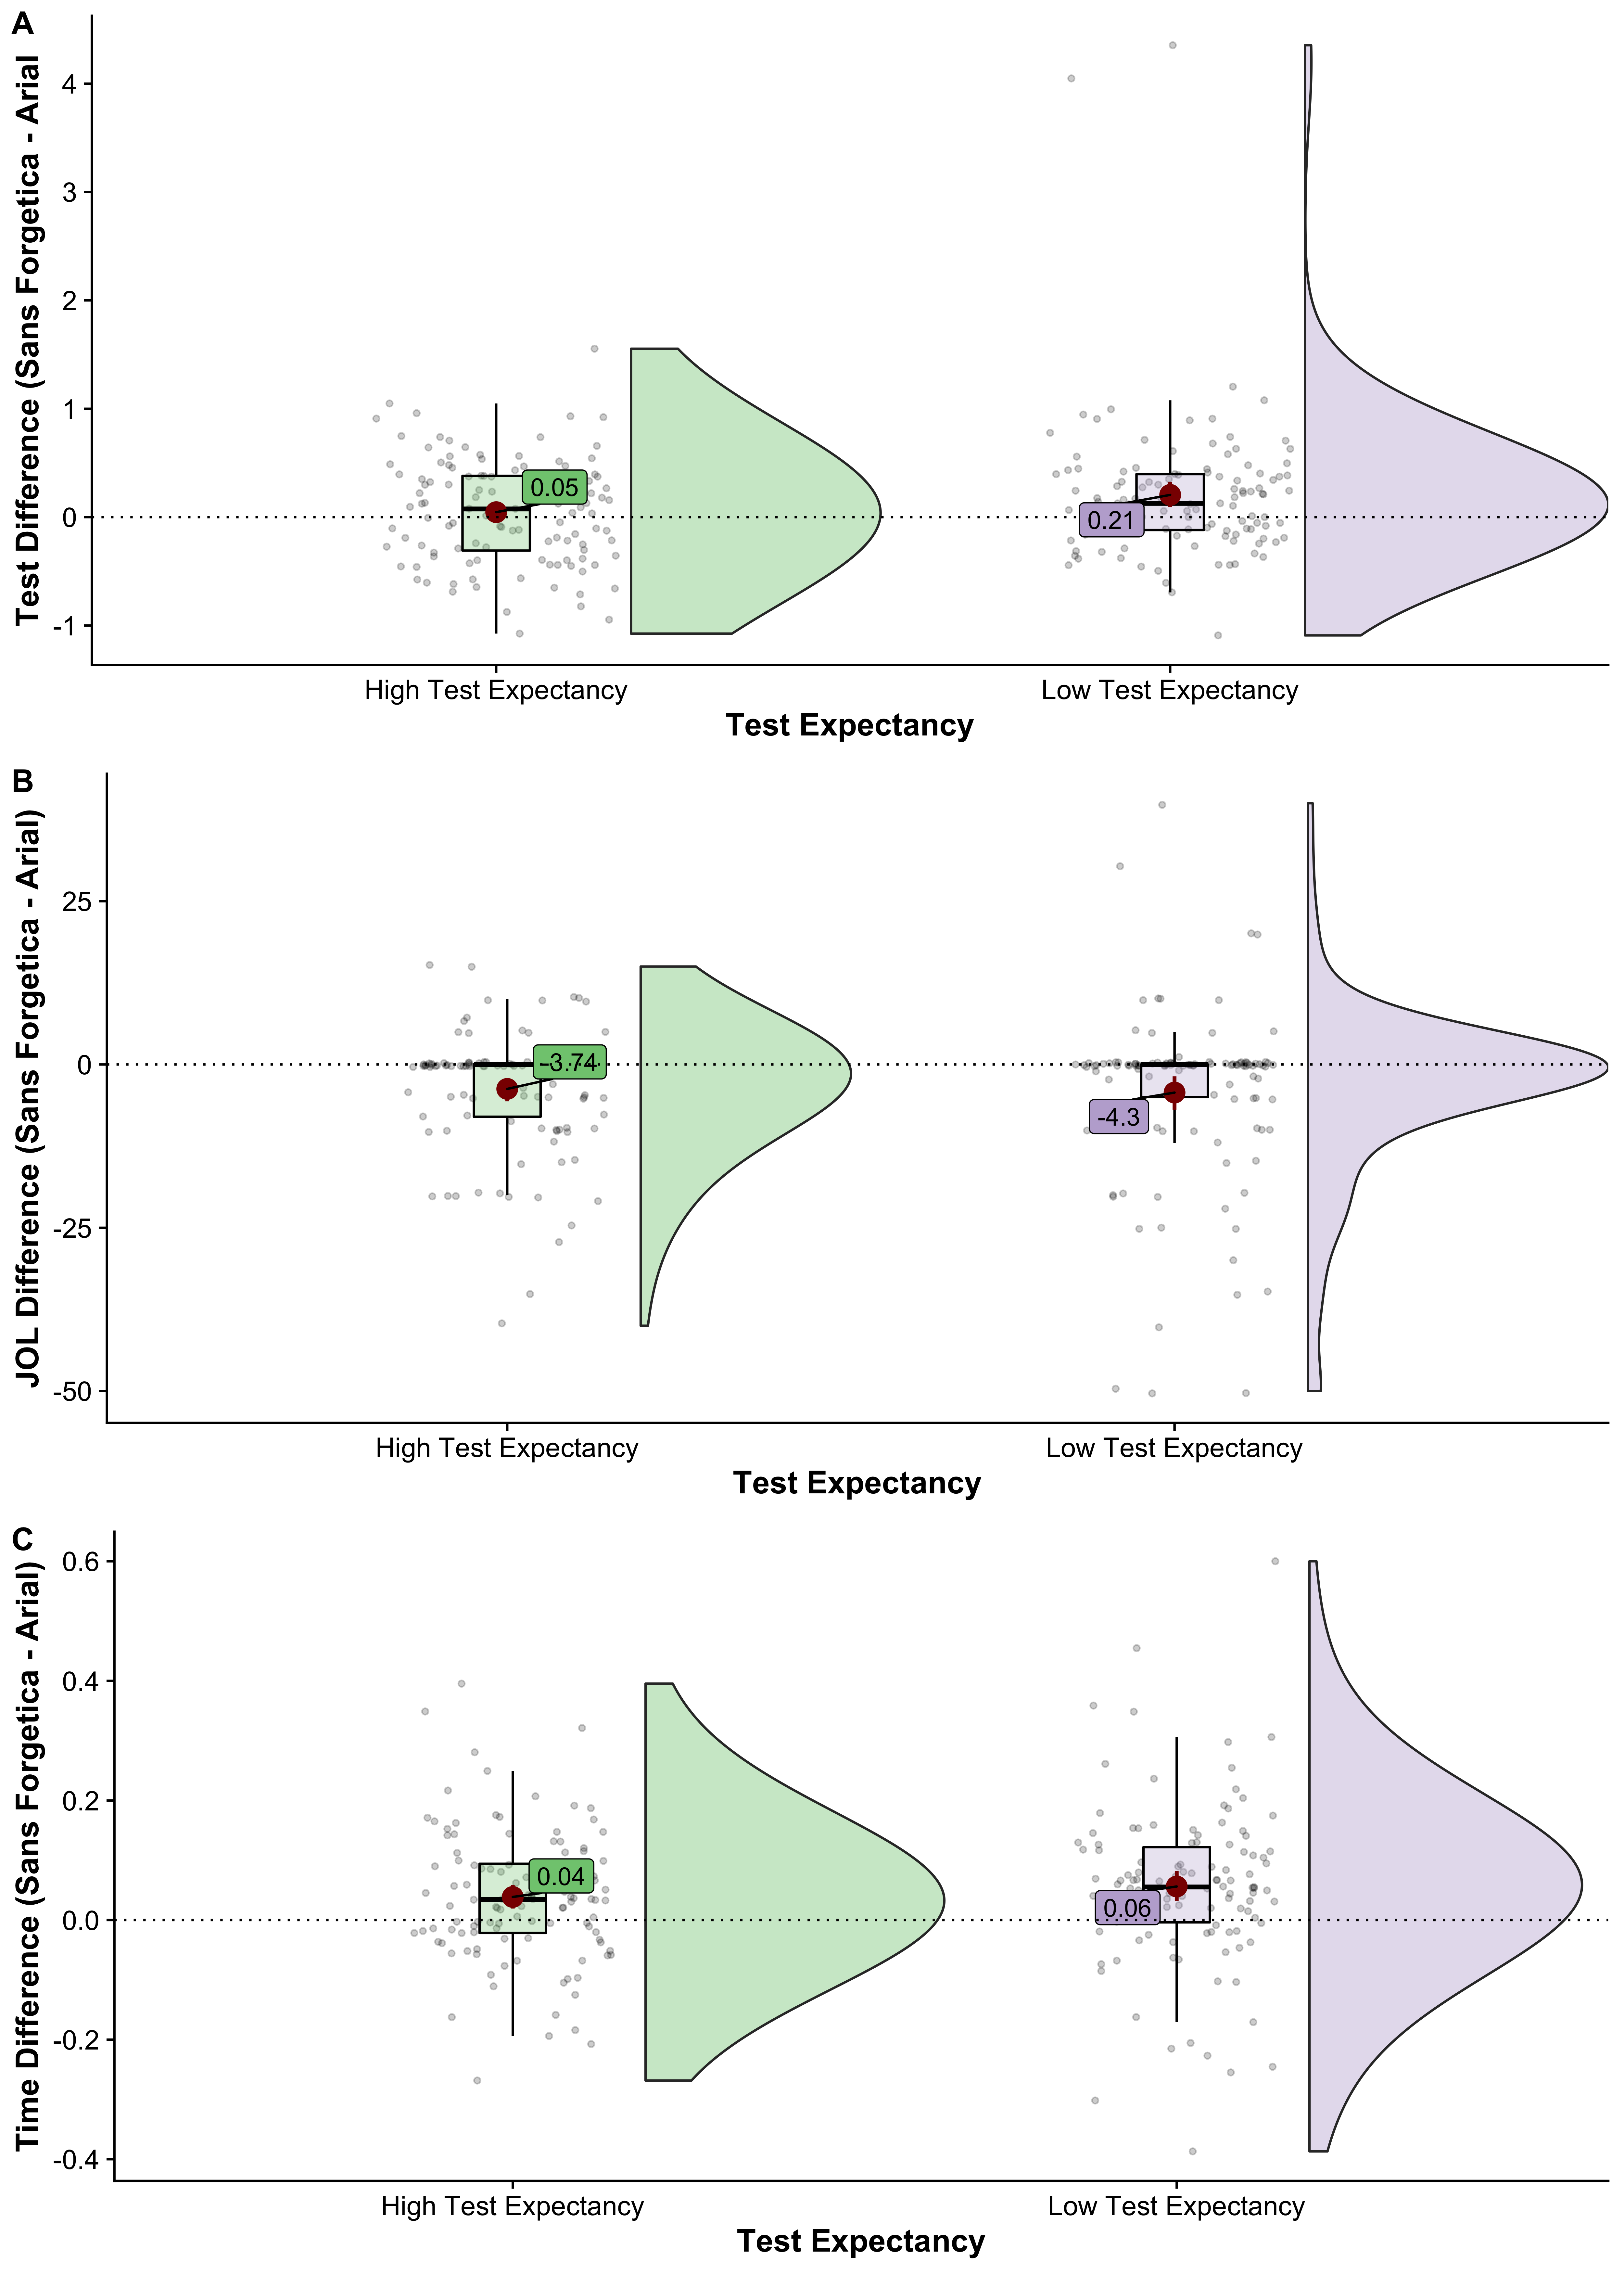 A
Test Difference (Sans Forgetica - Arial
4
3
2
1
0
-1
0.05
0.21
High Test Expectancy
Low Test Expectancy
Test Expectancy
B
JOL Difference (Sans Forgetica - Arial)
25
0
-25
-50
-3.74
-4.3
High Test Expectancy
Low Test Expectancy
Test Expectancy
C
Time Difference (Sans Forgetica - Arial)
0.6
0.4
0.2
0.0
-0.2
-0.4
0.04
0.06
High Test Expectancy
Low Test Expectancy
Test Expectancy